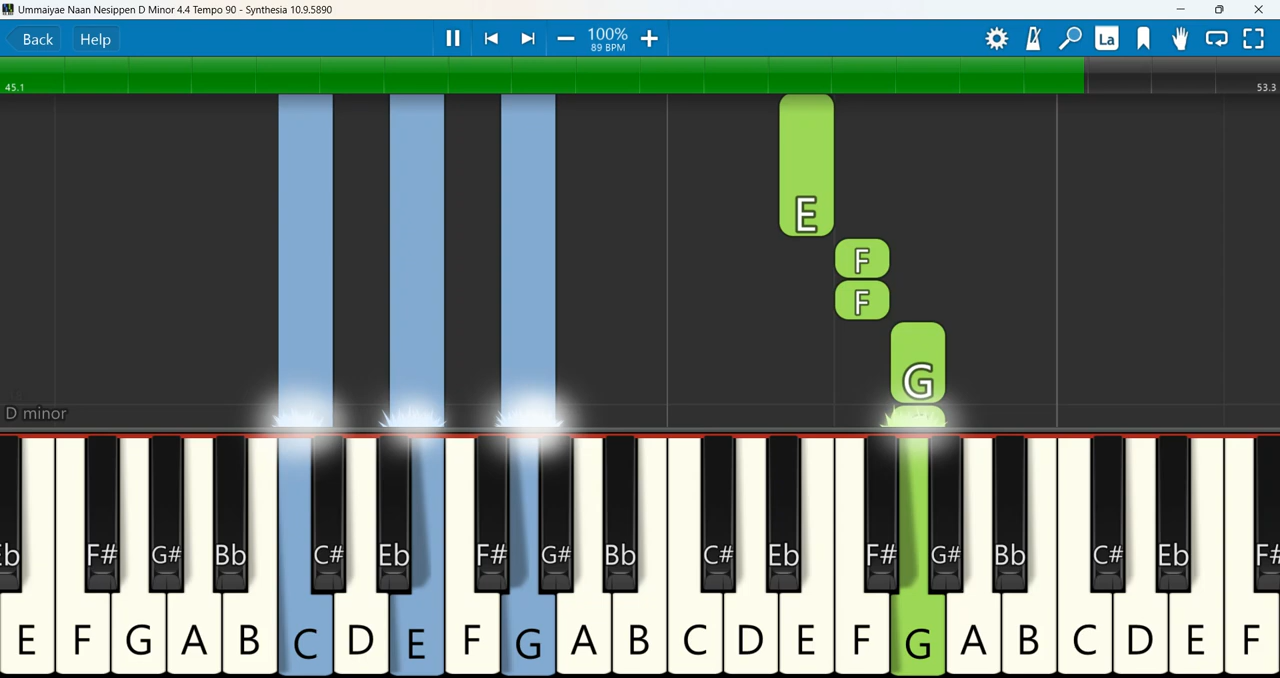 Ummaiyae Naan Nesippen D Minor 4.4 Tempo 90 - Synthesia 10.9.5890
Back Help 100% La
89 BPM
45.1 53.3
E
F
F
G
D minor
Eb F# G# Bb C# Eb F# G# Bb C# Eb F# G# Bb C# Eb F#
E F G A B C D E F G A B C D E F G A B C D E F